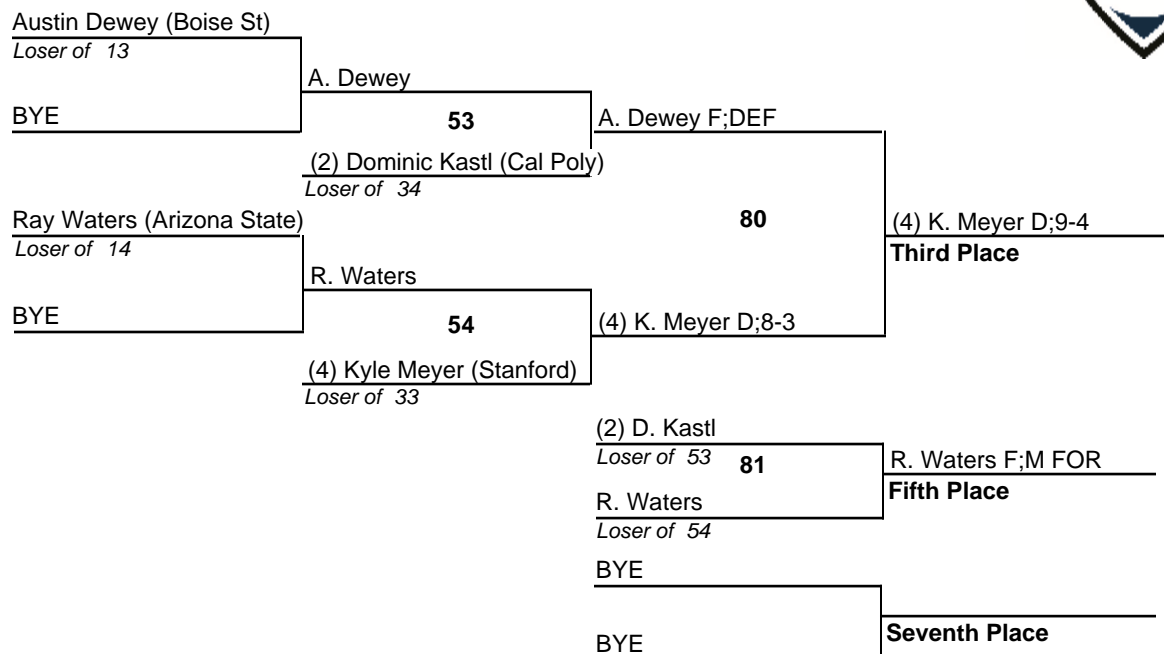 Austin Dewey (Boise St)
Loser of 13
A. Dewey
BYE
53
A. Dewey F;DEF
(2) Dominic Kastl (Cal Poly)
Loser of 34
Ray Waters (Arizona State)
Loser of 14
80
(4) K. Meyer D;9-4
Third Place
R. Waters
BYE
54
(4) K. Meyer D;8-3
(4) Kyle Meyer (Stanford)
Loser of 33
(2) D. Kastl
Loser of 53
81
R. Waters F;M FOR
Fifth Place
R. Waters
Loser of 54
BYE
Seventh Place
BYE